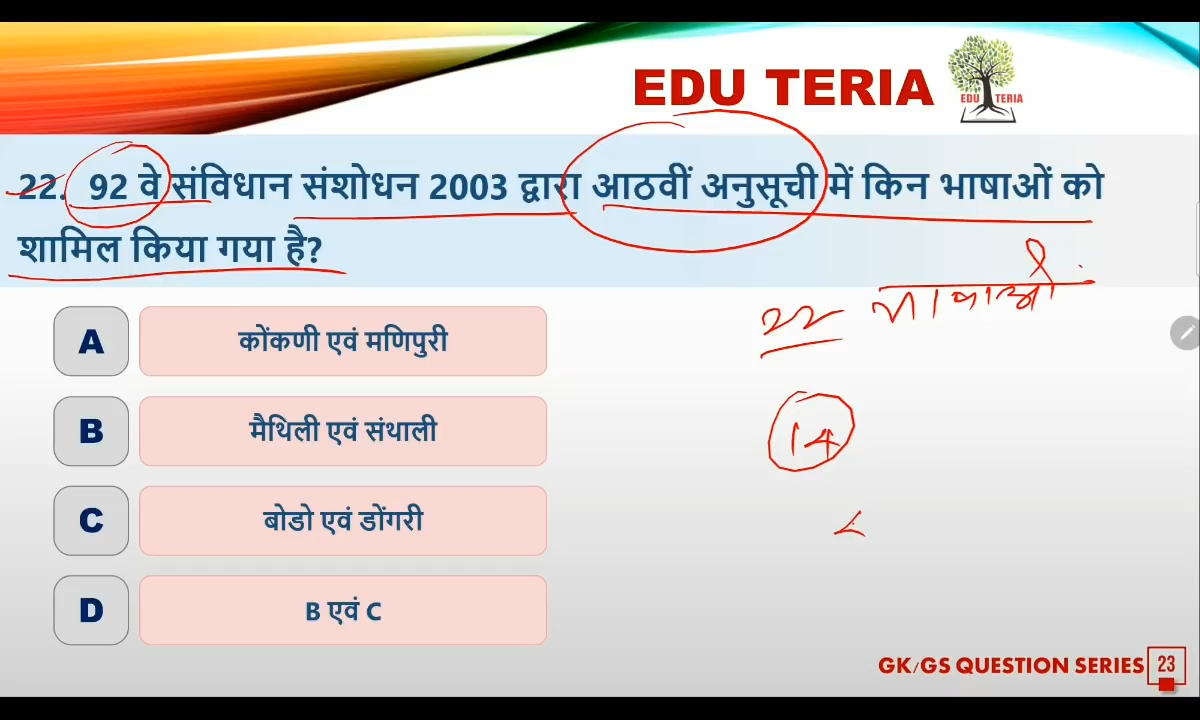 EDU TERIA
EDU TERIA
22. 92 वे संविधान संशोधन 2003 द्वारा आठवीं अनुसूची में किन भाषाओं को
शामिल किया गया है?
22 भाषाओं
A कोंकणी एवं मणिपुरी
14
B मैथिली एवं संथाली
C बोडो एवं डोंगरी
D B एवं C
GK/GS QUESTION SERIES 23